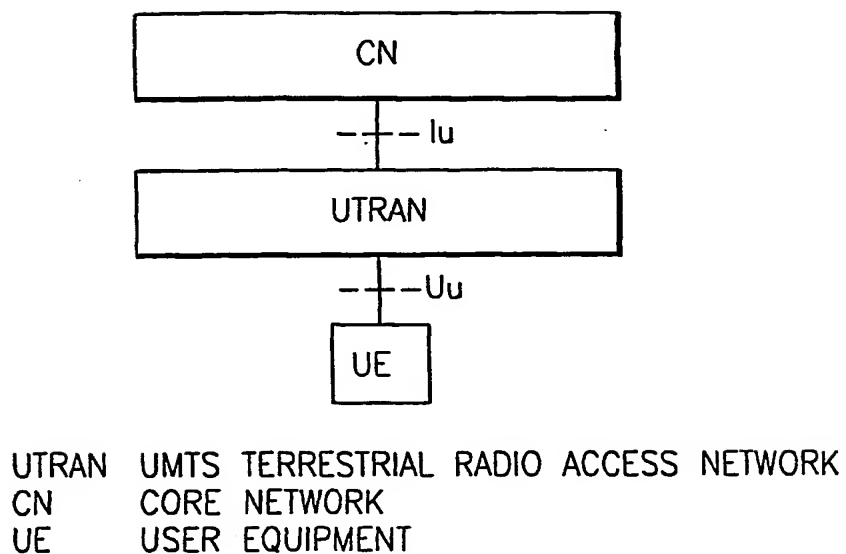 CN
Iu
UTRAN
Uu
UE
UTRAN UMTS TERRESTRIAL RADIO ACCESS NETWORK
CN CORE NETWORK
UE USER EQUIPMENT